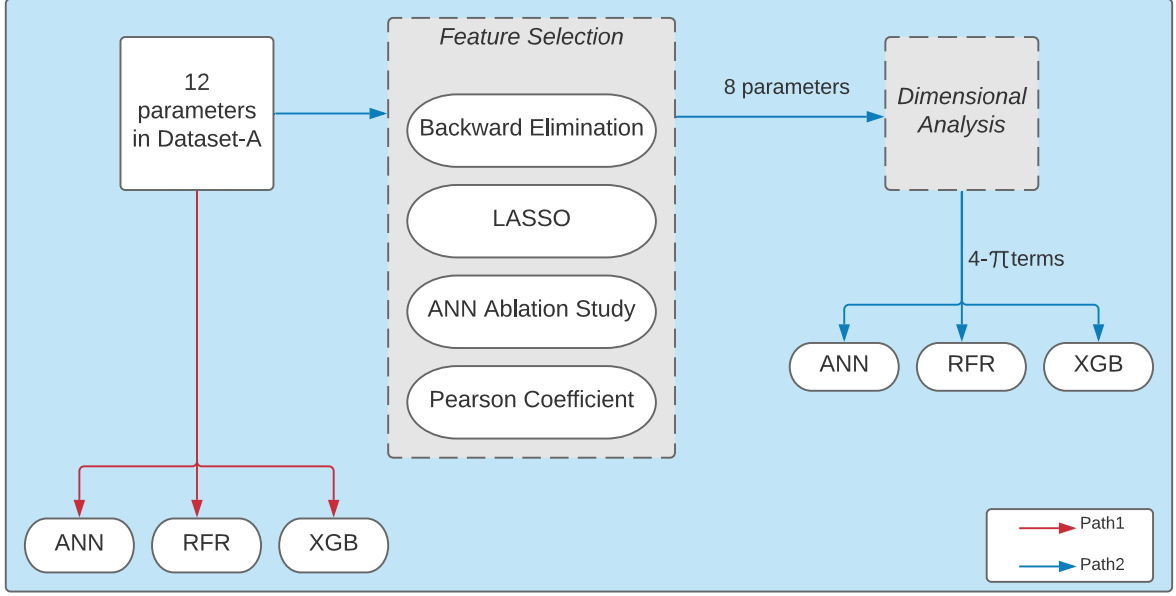 12
parameters
in Dataset-A
Feature Selection
Backward Elimination
LASSO
ANN Ablation Study
Pearson Coefficient
8 parameters
Dimensional
Analysis
4-π terms
ANN
RFR
XGB
ANN
RFR
XGB
Path1
Path2